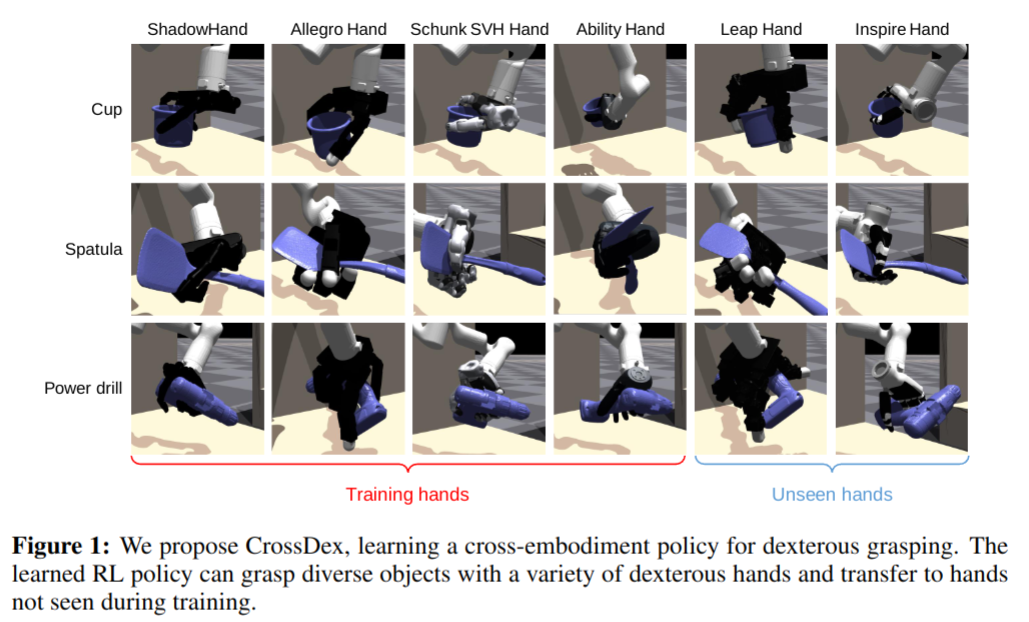 ShadowHand Allegro Hand Schunk SVH Hand Ability Hand Leap Hand Inspire Hand
Cup
Spatula
Power drill
Training hands Unseen hands
Figure 1: We propose CrossDex, learning a cross-embodiment policy for dexterous grasping. The
learned RL policy can grasp diverse objects with a variety of dexterous hands and transfer to hands
not seen during training.